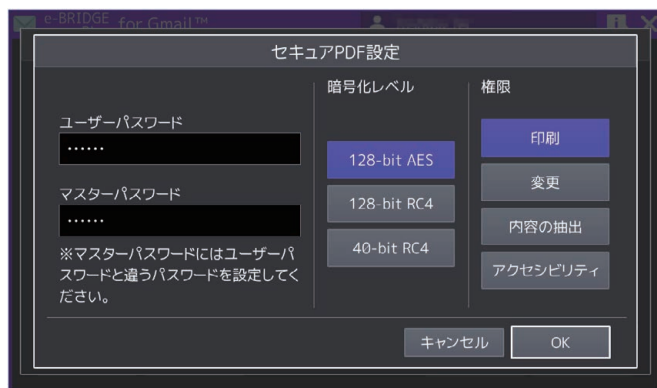 e-BRIDGE for Gmail™
セキュアPDF設定
ユーザーパスワード
••••••
マスターパスワード
••••••
※マスターパスワードにはユーザーパ
スワードと違うパスワードを設定してく
ださい。
暗号化レベル
128-bit AES
128-bit RC4
40-bit RC4
権限
印刷
変更
内容の抽出
アクセシビリティ
キャンセル
OK